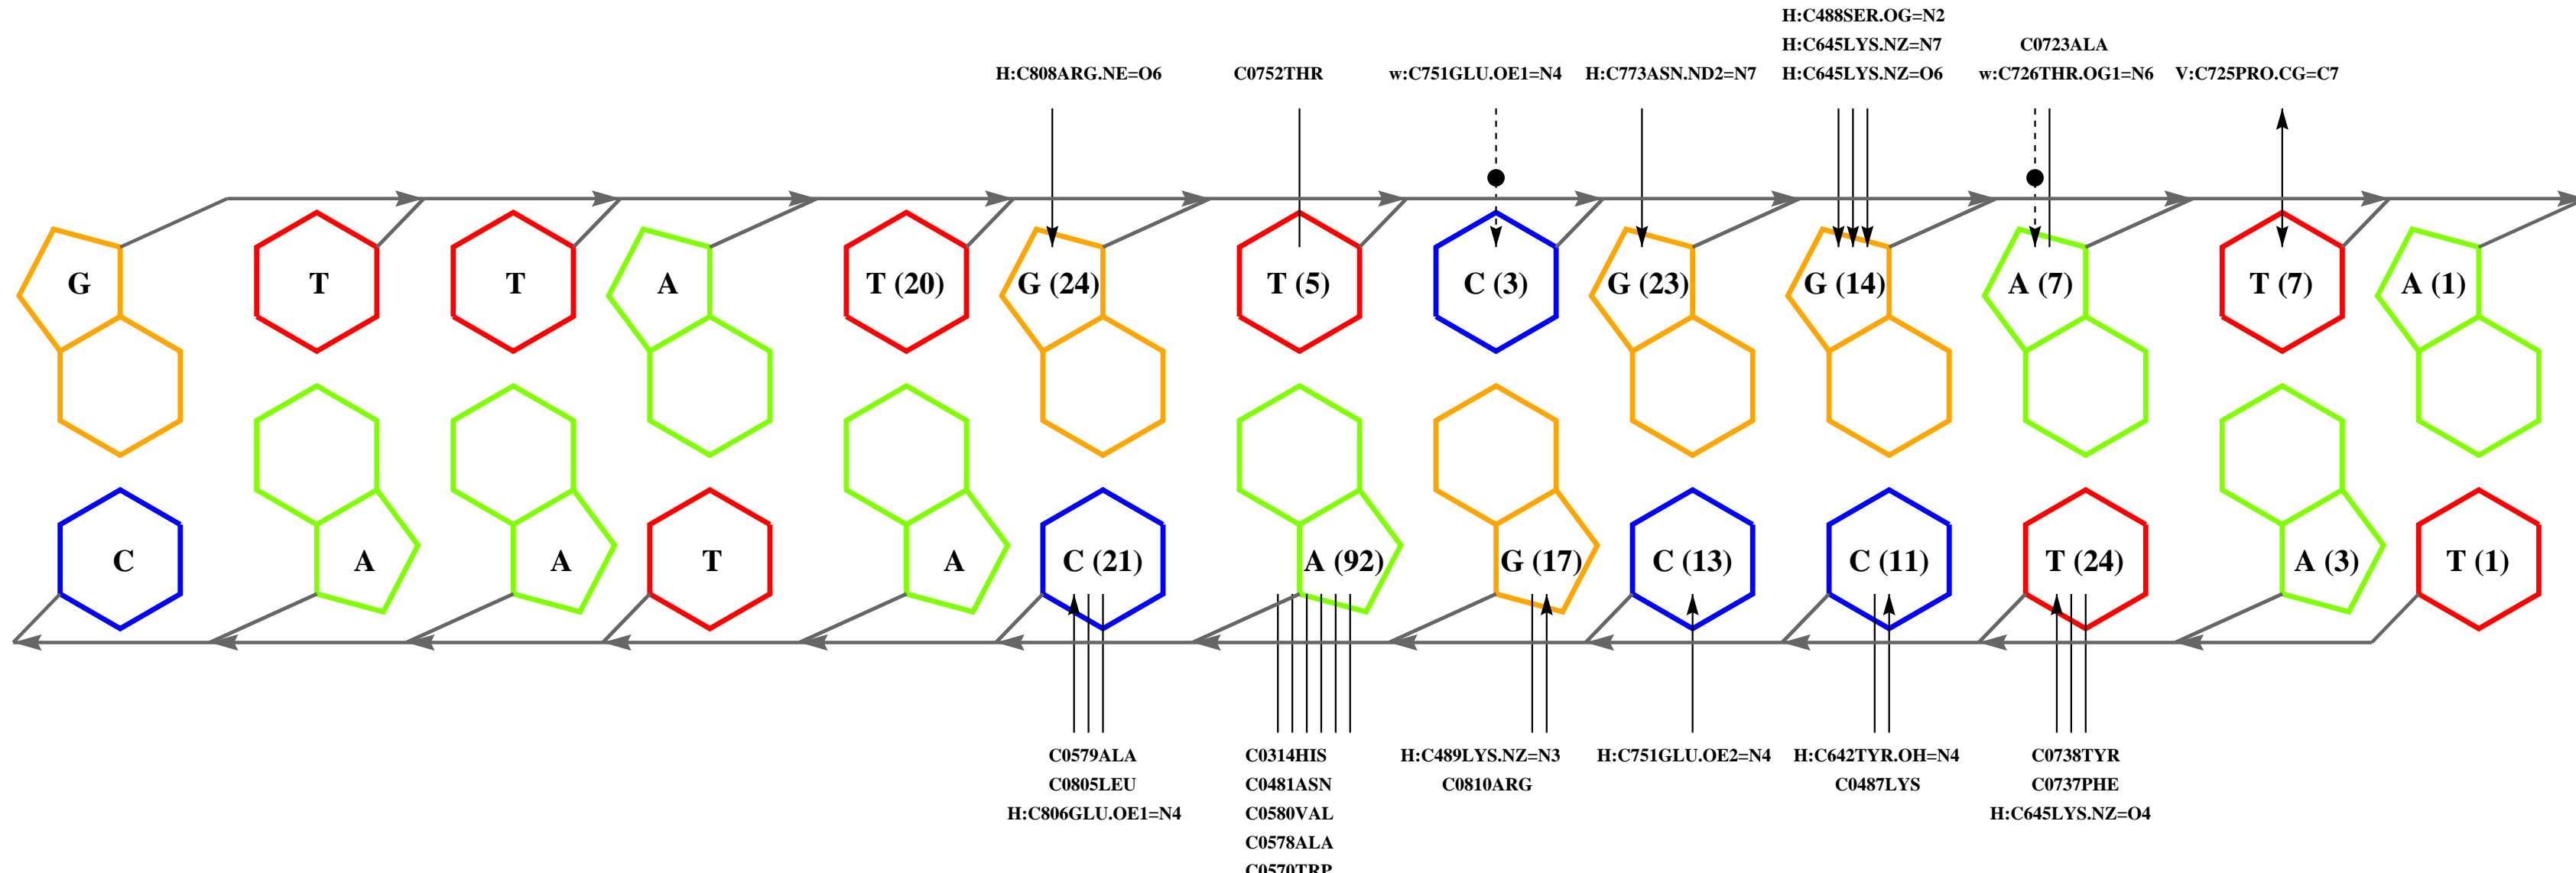 H:C488SER.OG=N2
H:C645LYS.NZ=N7
C0723ALA
H:C808ARG.NE=O6
C0752THR
w:C751GLU.OE1=N4
H:C773ASN.ND2=N7
H:C645LYS.NZ=O6
w:C726THR.OG1=N6
V:C725PRO.CG=C7
G T T A T (20) G (24) T (5) C (3) G (23) G (14) A (7) T (7) A (1)
C A A T A C (21) A (92) G (17) C (13) C (11) T (24) A (3) T (1)
C0579ALA
C0805LEU
H:C806GLU.OE1=N4
C0314HIS
C0481ASN
C0580VAL
C0578ALA
C0570TRP
H:C489LYS.NZ=N3
C0810ARG
H:C751GLU.OE2=N4
H:C642TYR.OH=N4
C0487LYS
C0738TYR
C0737PHE
H:C645LYS.NZ=O4